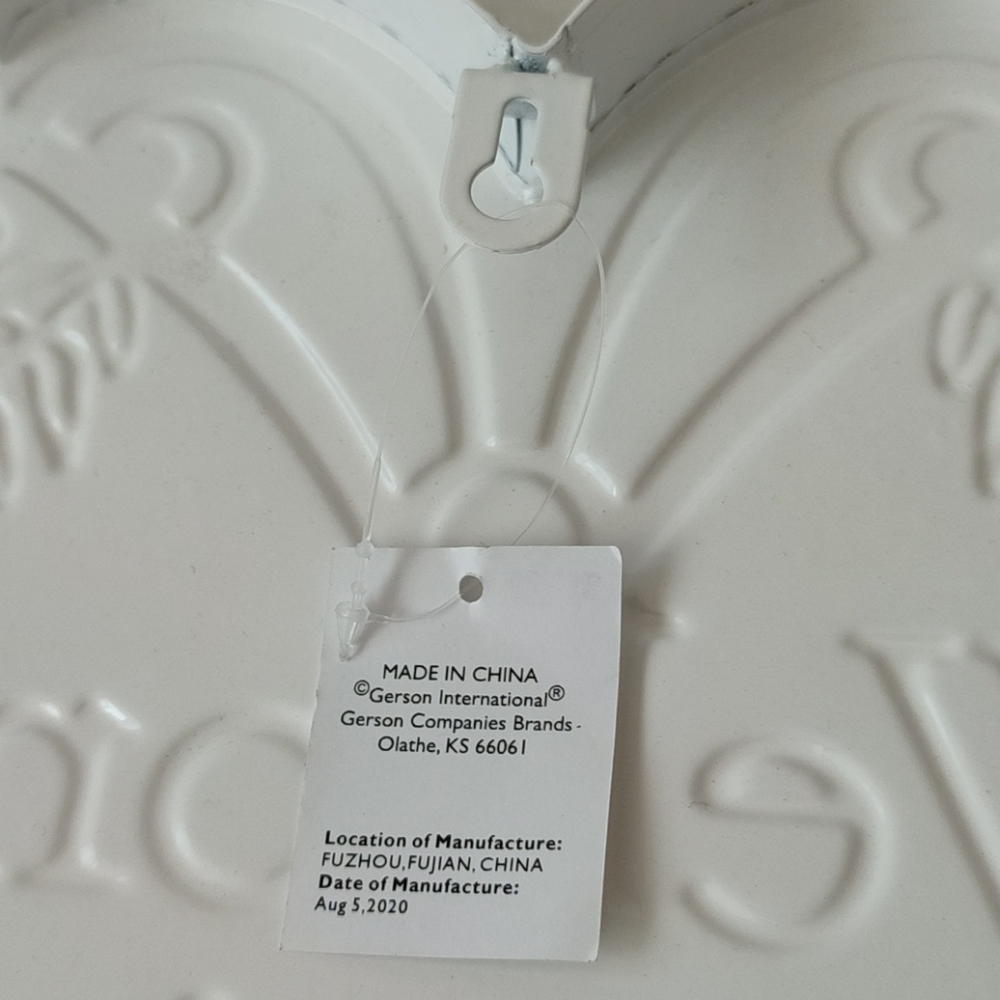 MADE IN CHINA
©Gerson International®
Gerson Companies Brands -
Olathe, KS 66061
Location of Manufacture:
FUZHOU,FUJIAN, CHINA
Date of Manufacture:
Aug 5,2020